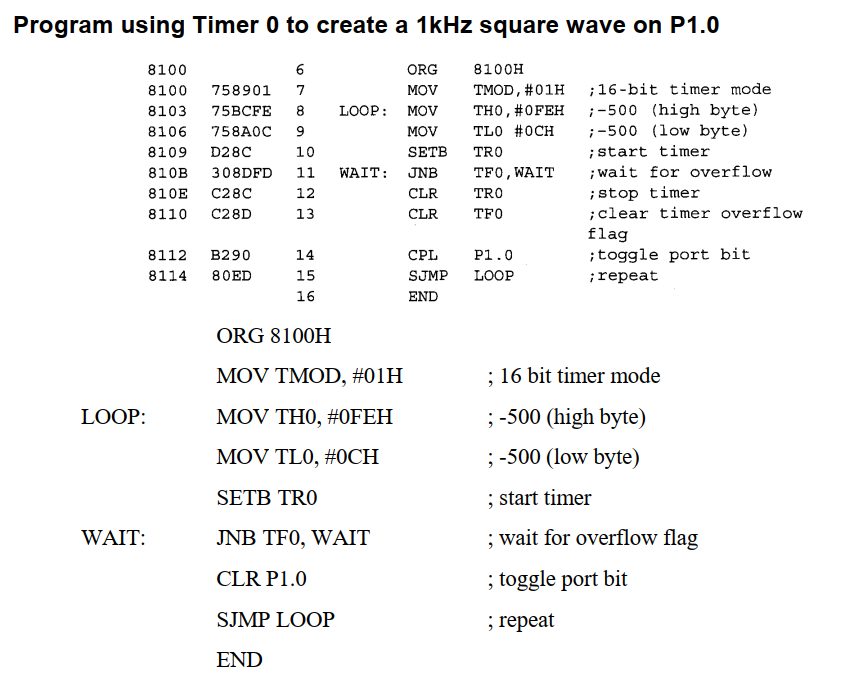 Program using Timer 0 to create a 1kHz square wave on P1.0
8100 6 ORG 8100H
8100 758901 7 MOV TMOD,#01H ;16-bit timer mode
8103 75BCFE 8 LOOP: MOV TH0,#0FEH ;-500 (high byte)
8106 758A0C 9 MOV TL0 #0CH ;-500 (low byte)
8109 D28C 10 SETB TR0 ;start timer
810B 308DFD 11 WAIT: JNB TF0,WAIT ;wait for overflow
810E C28C 12 CLR TR0 ;stop timer
8110 C28D 13 CLR TF0 ;clear timer overflow
flag
8112 B290 14 CPL P1.0 ;toggle port bit
8114 80ED 15 SJMP LOOP ;repeat
16 END
ORG 8100H
MOV TMOD, #01H ; 16 bit timer mode
LOOP: MOV TH0, #0FEH ; -500 (high byte)
MOV TL0, #0CH ; -500 (low byte)
SETB TR0 ; start timer
WAIT: JNB TF0, WAIT ; wait for overflow flag
CLR P1.0 ; toggle port bit
SJMP LOOP ; repeat
END